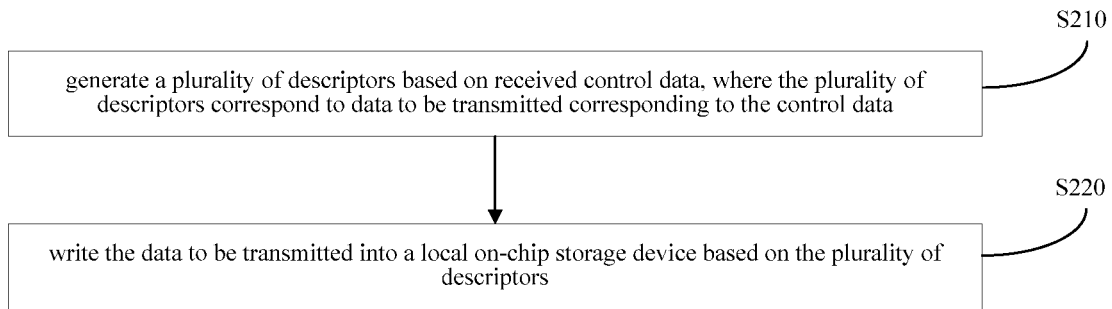 S210
generate a plurality of descriptors based on received control data, where the plurality of
descriptors correspond to data to be transmitted corresponding to the control data
S220
write the data to be transmitted into a local on-chip storage device based on the plurality of
descriptors